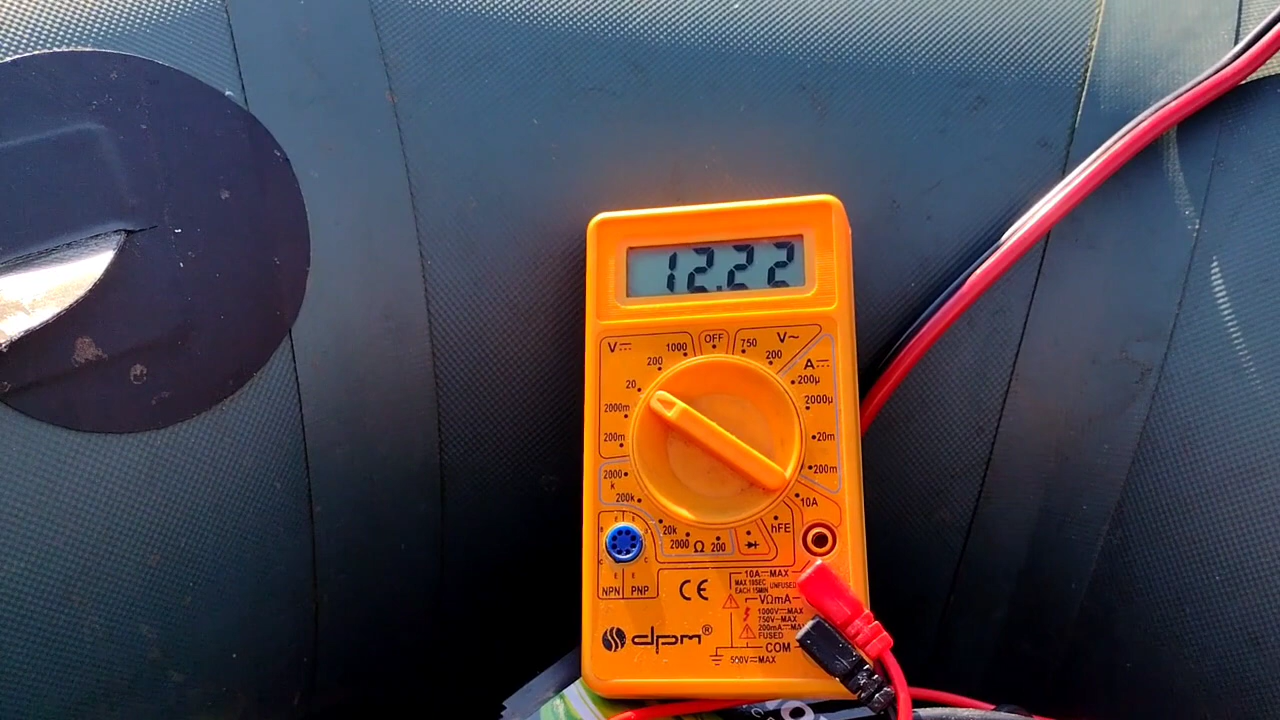 12.22
OFF
V⎓ 1000 750 V~
200 200
A⎓
20 200µ
2000m 2000µ
200m 20m
2000k 200m
200k 10A
20k hFE
2000 Ω 200
NPN PNP
E E
CE
10A⎓MAX
MAX 10SEC
EACH 15MIN
UNFUSED
VΩmA
1000V⎓MAX
750V~MAX
200mA⎓MAX
FUSED
COM
500V⎓MAX
dpm®